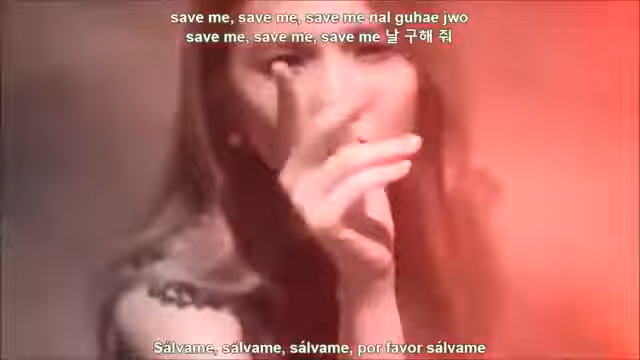 save me, save me, save me nal guhae jwo
save me, save me, save me 날 구해 줘
Sálvame, sálvame, sálvame, por favor sálvame